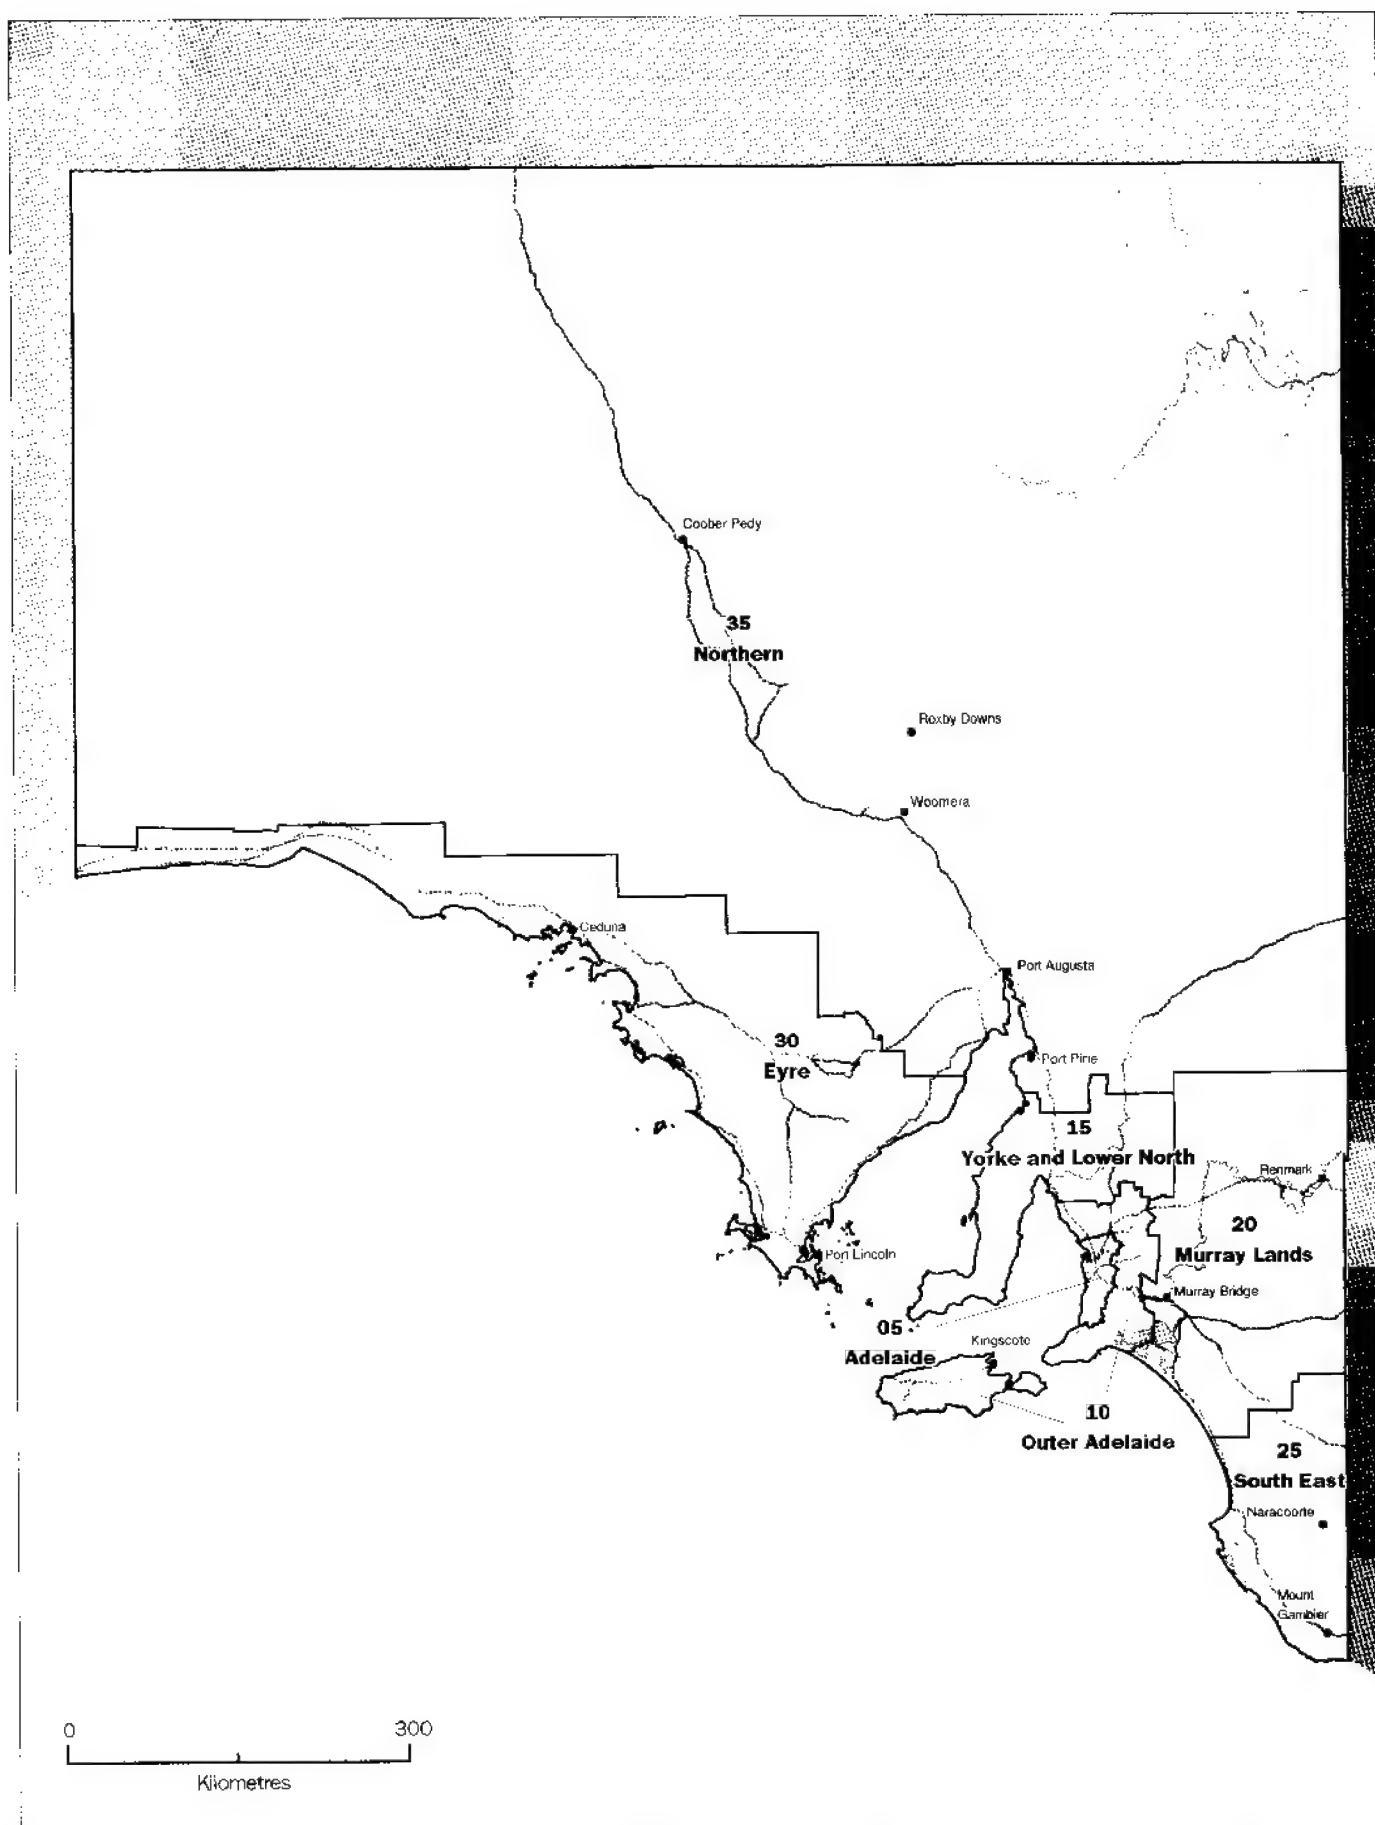 Coober Pedy
35
Northern
Roxby Downs
Woomera
Ceduna
Port Augusta
30
Eyre
Port Pirie
15
Yorke and Lower North
Renmark
20
Murray Lands
Port Lincoln
Murray Bridge
05
Adelaide
Kingscote
10
Outer Adelaide
25
South East
Naracoorte
Mount
Gambier
0 300
Kilometres